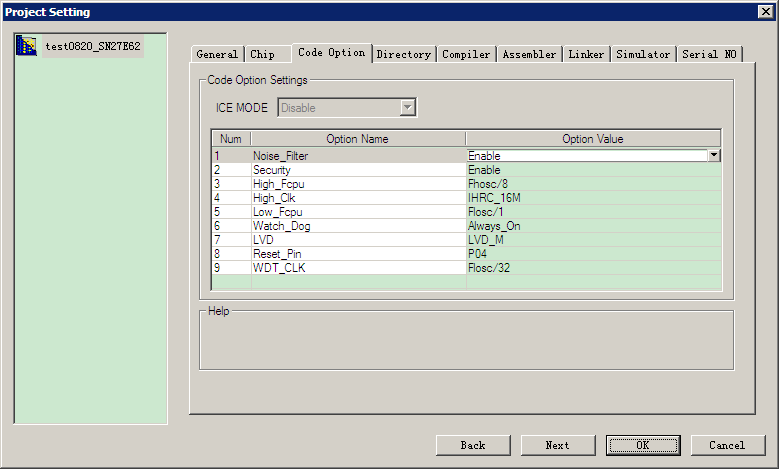 Project Setting
test0820_SN27E62
General Chip Code Option Directory Compiler Assembler Linker Simulator Serial NO
Code Option Settings
ICE MODE Disable
Num Option Name Option Value
1 Noise_Filter Enable
2 Security Enable
3 High_Fcpu Fhosc/8
4 High_Clk IHRC_16M
5 Low_Fcpu Flosc/1
6 Watch_Dog Always_On
7 LVD LVD_M
8 Reset_Pin P04
9 WDT_CLK Flosc/32
Help
Back Next OK Cancel